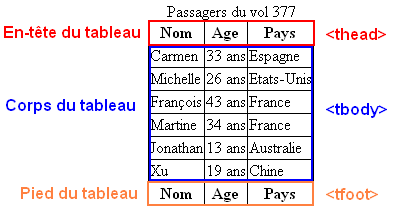 Passagers du vol 377
En-tête du tableau Nom Age Pays <thead>
Carmen 33 ans Espagne
Michelle 26 ans Etats-Unis
Corps du tableau François 43 ans France <tbody>
Martine 34 ans France
Jonathan 13 ans Australie
Xu 19 ans Chine
Pied du tableau Nom Age Pays <tfoot>